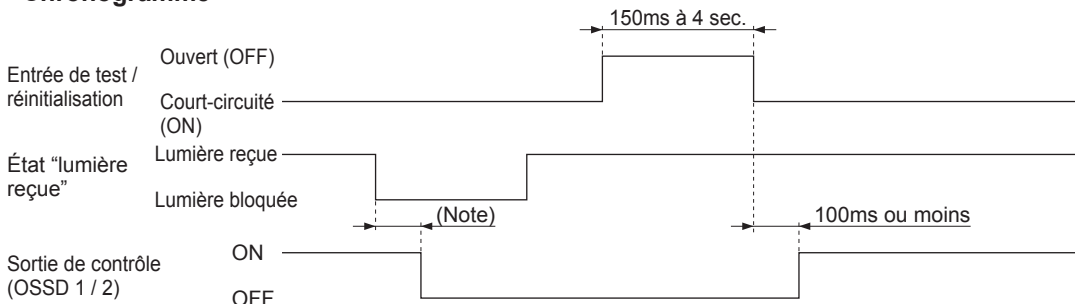 Chronogramme
150ms à 4 sec.
Entrée de test /
réinitialisation
Ouvert (OFF)
Court-circuité
(ON)
État “lumière
reçue”
Lumière reçue
Lumière bloquée
(Note)
100ms ou moins
Sortie de contrôle
(OSSD 1 / 2)
ON
OFF